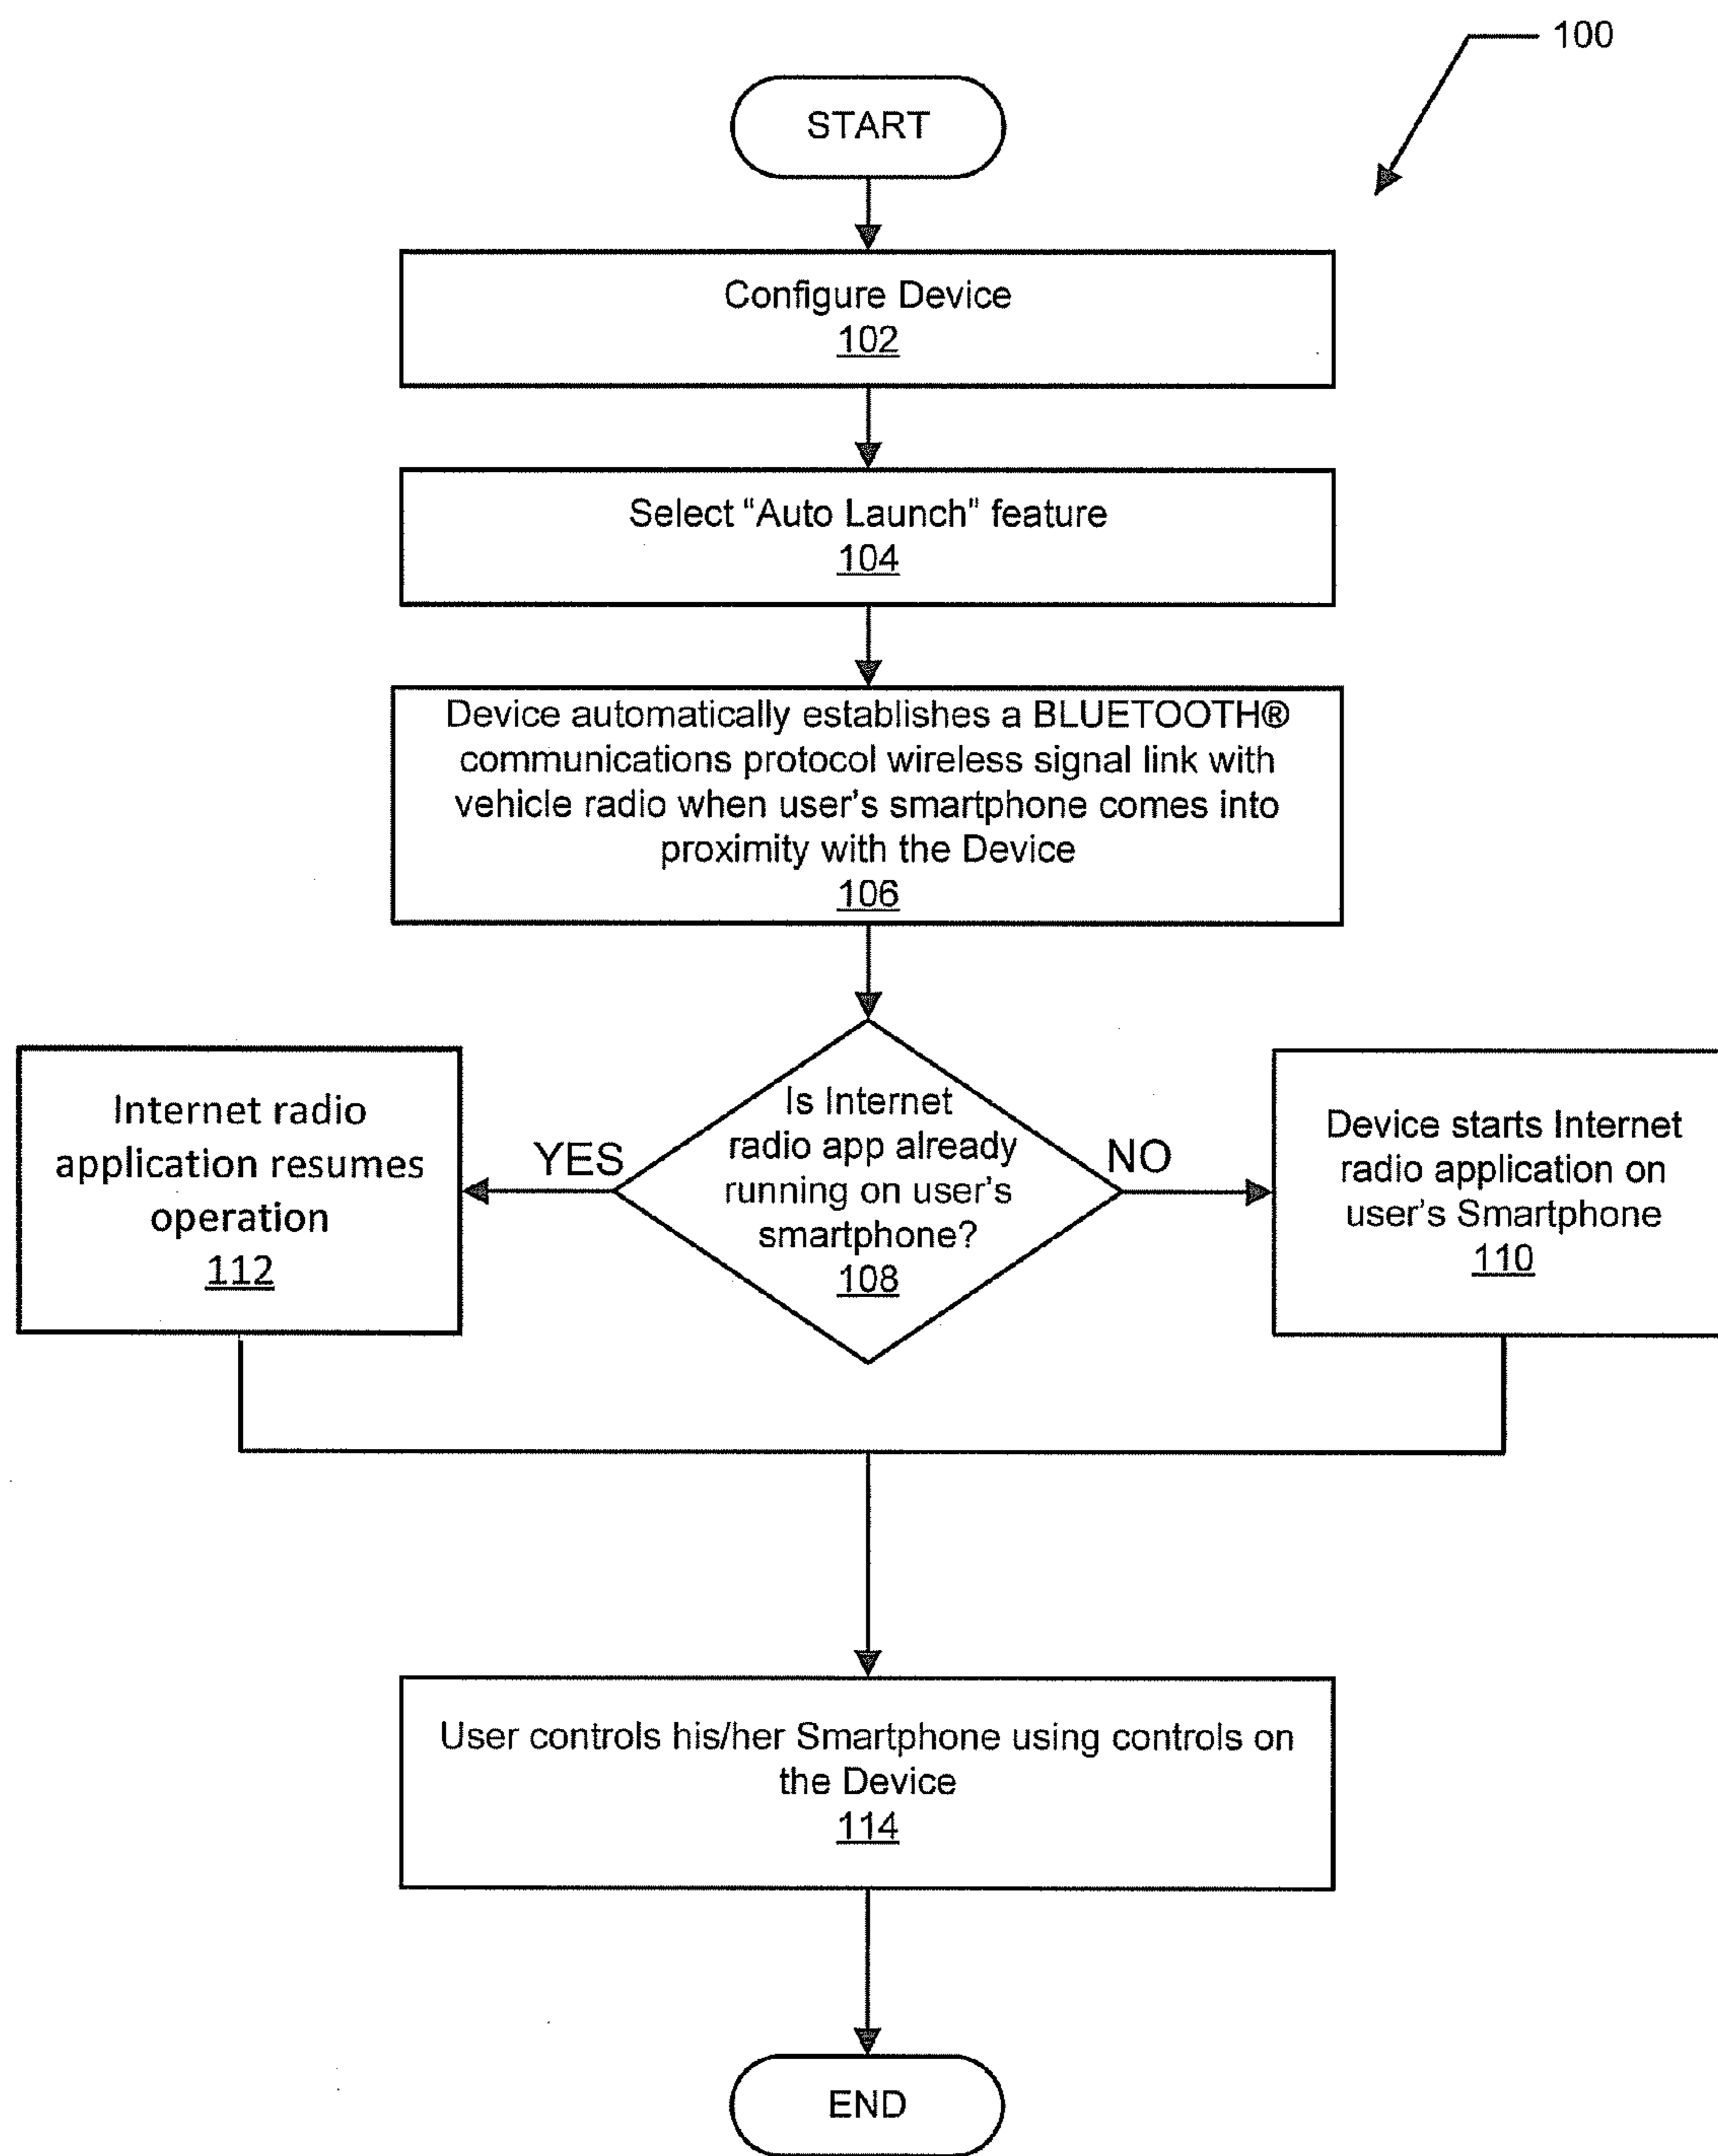 100
START
Configure Device
102
Select “Auto Launch” feature
104
Device automatically establishes a BLUETOOTH®
communications protocol wireless signal link with
vehicle radio when user's smartphone comes into
proximity with the Device
106
Is Internet
radio app already
running on user's
smartphone?
108
YES
NO
Internet radio
application resumes
operation
112
Device starts Internet
radio application on
user's Smartphone
110
User controls his/her Smartphone using controls on
the Device
114
END